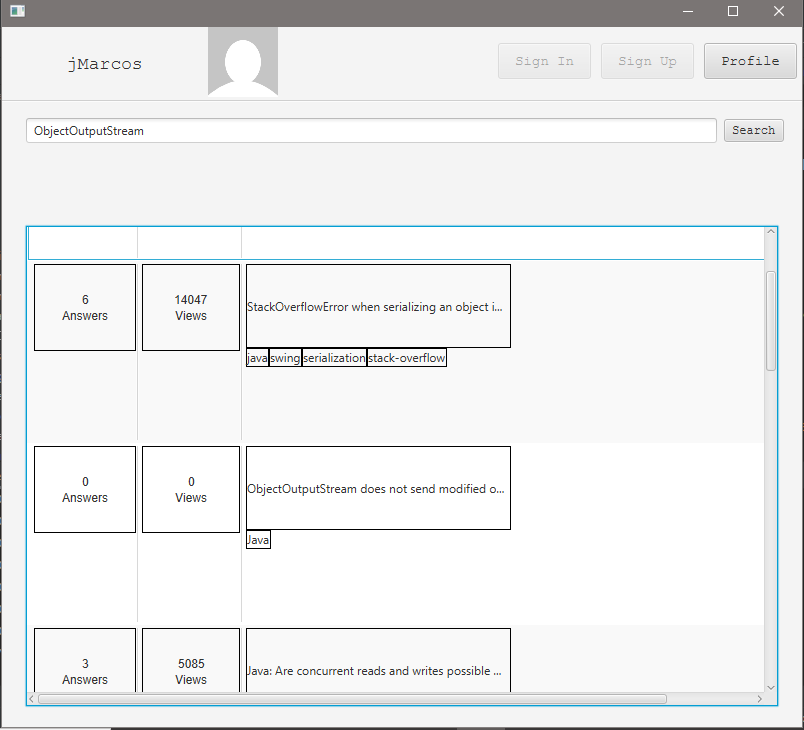 jMarcos
Sign In
Sign Up
Profile
ObjectOutputStream
Search
6
Answers
14047
Views
StackOverflowError when serializing an object i...
java
swing
serialization
stack-overflow
0
Answers
0
Views
ObjectOutputStream does not send modified o...
Java
3
Answers
5085
Views
Java: Are concurrent reads and writes possible ...